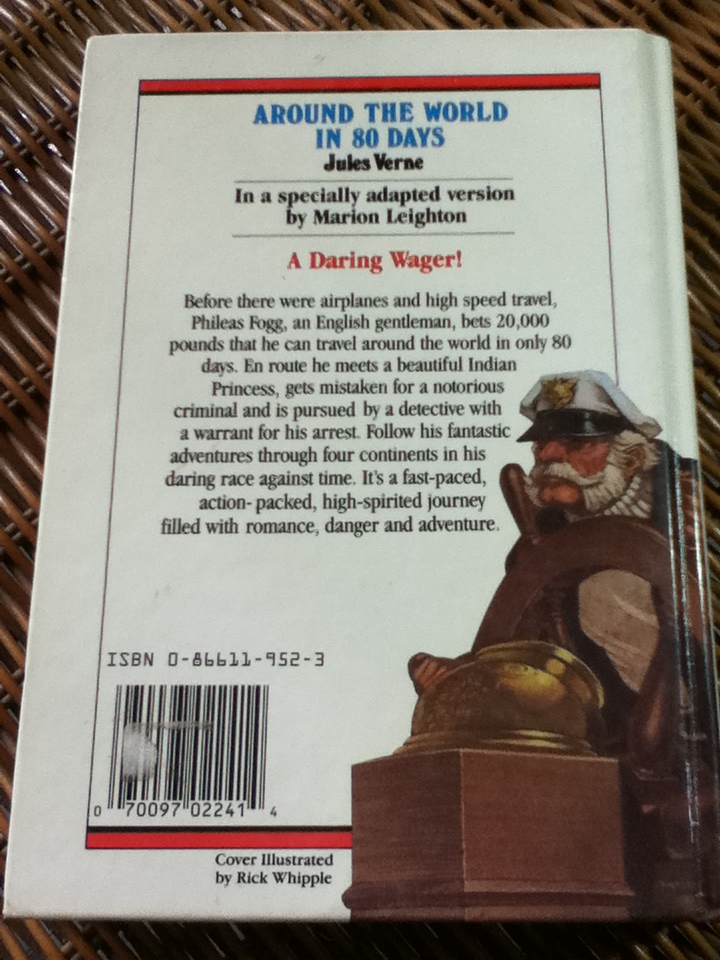 AROUND THE WORLD
IN 80 DAYS
Jules Verne
In a specially adapted version
by Marion Leighton
A Daring Wager!
Before there were airplanes and high speed travel,
Phileas Fogg, an English gentleman, bets 20,000
pounds that he can travel around the world in only 80
days. En route he meets a beautiful Indian
Princess, gets mistaken for a notorious
criminal and is pursued by a detective with
a warrant for his arrest. Follow his fantastic
adventures through four continents in his
daring race against time. It's a fast-paced,
action- packed, high-spirited journey
filled with romance, danger and adventure.
ISBN 0-86611-952-3
0 70097 02241 4
Cover Illustrated
by Rick Whipple